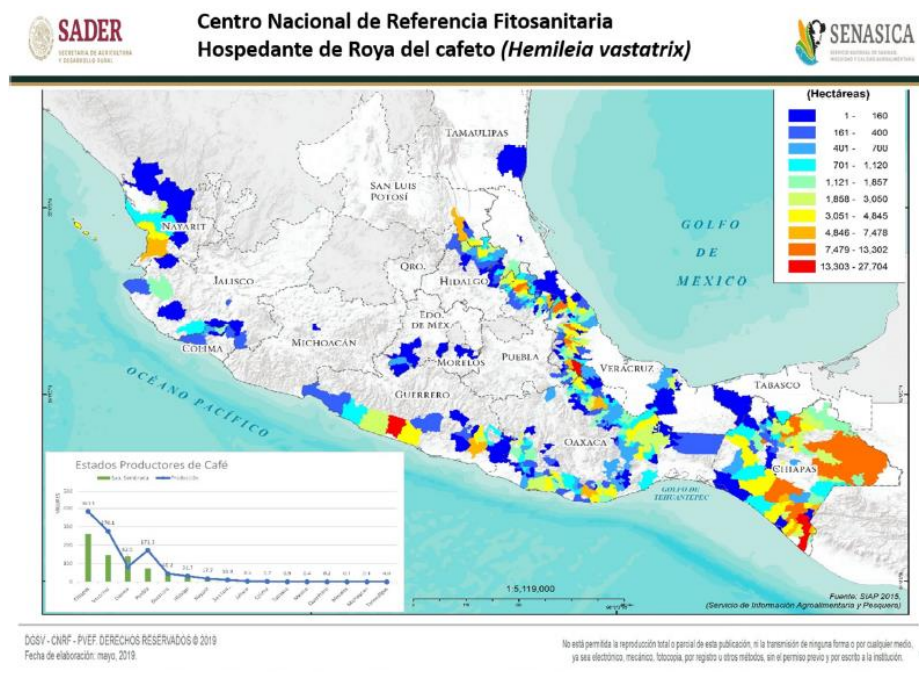 SADER
SECRETARÍA DE AGRICULTURA
Y DESARROLLO RURAL
Centro Nacional de Referencia Fitosanitaria
Hospedante de Roya del cafeto (Hemileia vastatrix)
SENASICA
(Hectáreas)
1 - 160
161 - 400
401 - 700
701 - 1,120
1,121 - 1,857
1,858 - 3,050
3,051 - 4,845
4,846 - 7,478
7,479 - 13,302
13,303 - 27,704
TAMAULIPAS
SAN LUIS
POTOSÍ
NAYARIT
GOLFO
DE
MEXICO
JALISCO
QRO.
HIDALGO
EDO.
DE MEX.
MICHOACÁN
COLIMA
MORELOS
PUEBLA
VERACRUZ
TABASCO
GUERRERO
OCÉANO PACÍFICO
OAXACA
CHIAPAS
GOLFO DE
TEHUANTEPEC
Estados Productores de Café
Sup. Sembrada
Producción
1:5,119,000
Fuente: SIAP 2015.
(Servicio de Información Agroalimentaria y Pesquera)
DGSV - CNRF - PVEF. DERECHOS RESERVADOS © 2019
Fecha de elaboración: mayo, 2019.
No está permitida la reproducción total o parcial de esta publicación, ni la transmisión de ninguna forma o por cualquier medio,
ya sea electrónico, mecánico, fotocopia, por registro u otros métodos, sin el permiso previo y por escrito a la institución.